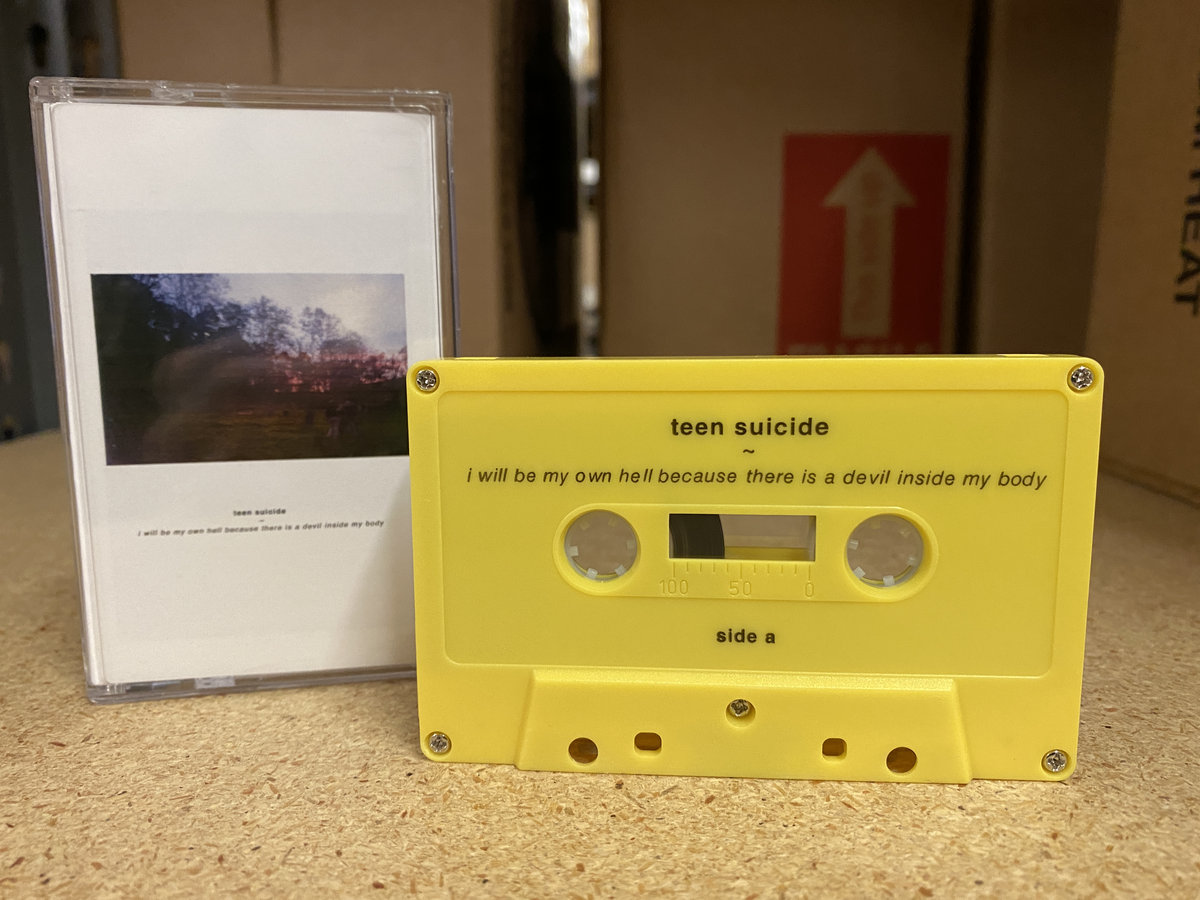 teen suicide
~
i will be my own hell because there is a devil inside my body
teen suicide
~
i will be my own hell because there is a devil inside my body
100 50 0
side a
HEAT